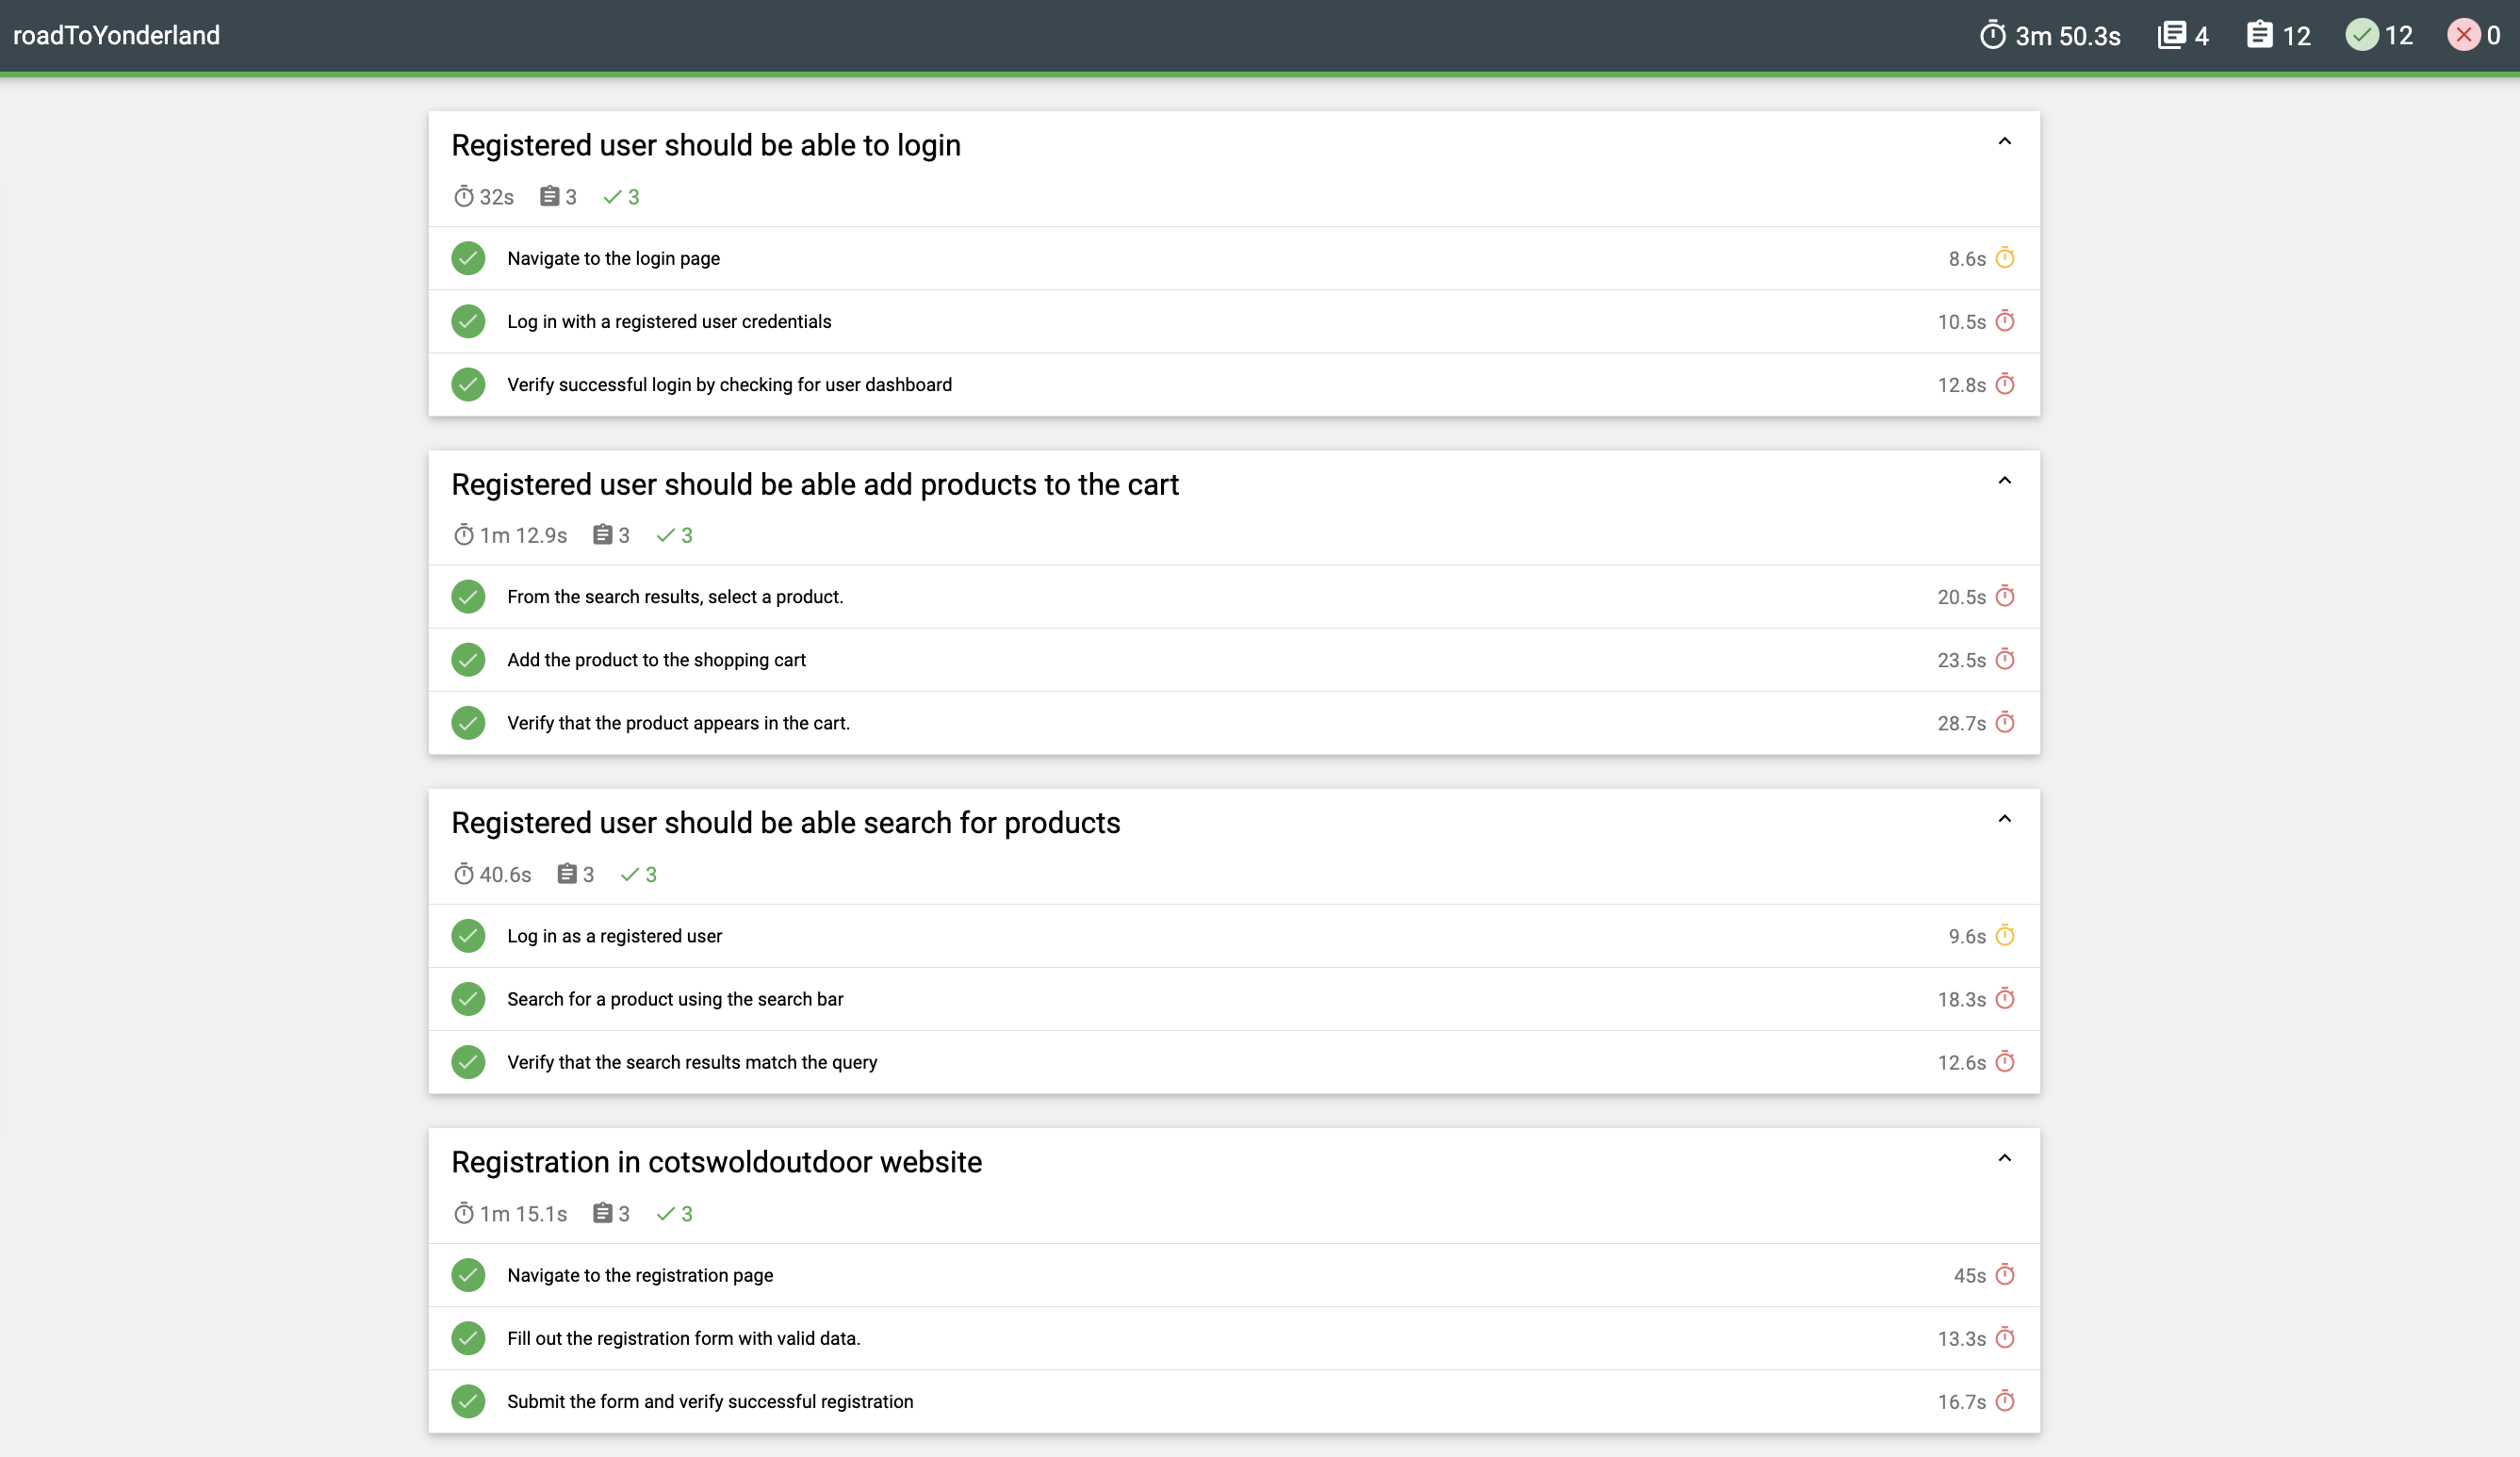 roadToYonderland 3m 50.3s 4 12 12 0
Registered user should be able to login
32s 3 3
Navigate to the login page 8.6s
Log in with a registered user credentials 10.5s
Verify successful login by checking for user dashboard 12.8s
Registered user should be able add products to the cart
1m 12.9s 3 3
From the search results, select a product. 20.5s
Add the product to the shopping cart 23.5s
Verify that the product appears in the cart. 28.7s
Registered user should be able search for products
40.6s 3 3
Log in as a registered user 9.6s
Search for a product using the search bar 18.3s
Verify that the search results match the query 12.6s
Registration in cotswoldoutdoor website
1m 15.1s 3 3
Navigate to the registration page 45s
Fill out the registration form with valid data. 13.3s
Submit the form and verify successful registration 16.7s